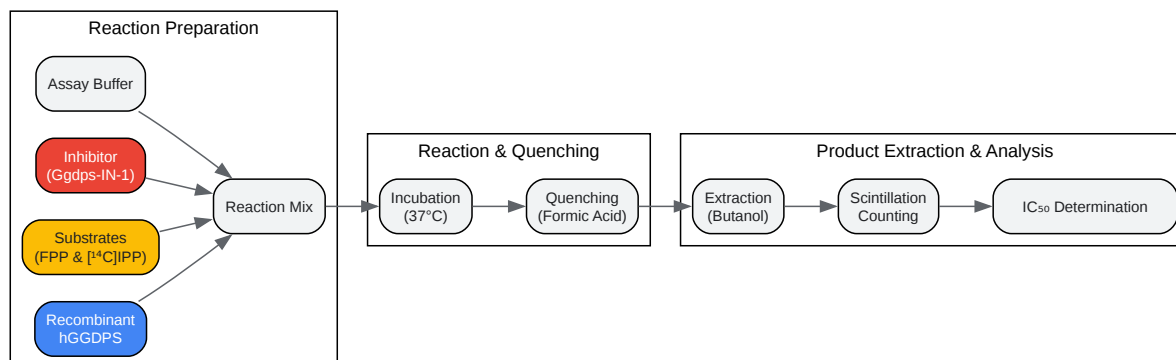 Reaction Preparation
Assay Buffer
Inhibitor
(Ggdps-IN-1)
Substrates
(FPP & [¹⁴C]IPP)
Recombinant
hGGDPS
Reaction Mix
Reaction & Quenching
Incubation
(37°C)
Quenching
(Formic Acid)
Product Extraction & Analysis
Extraction
(Butanol)
Scintillation
Counting
IC₅₀ Determination